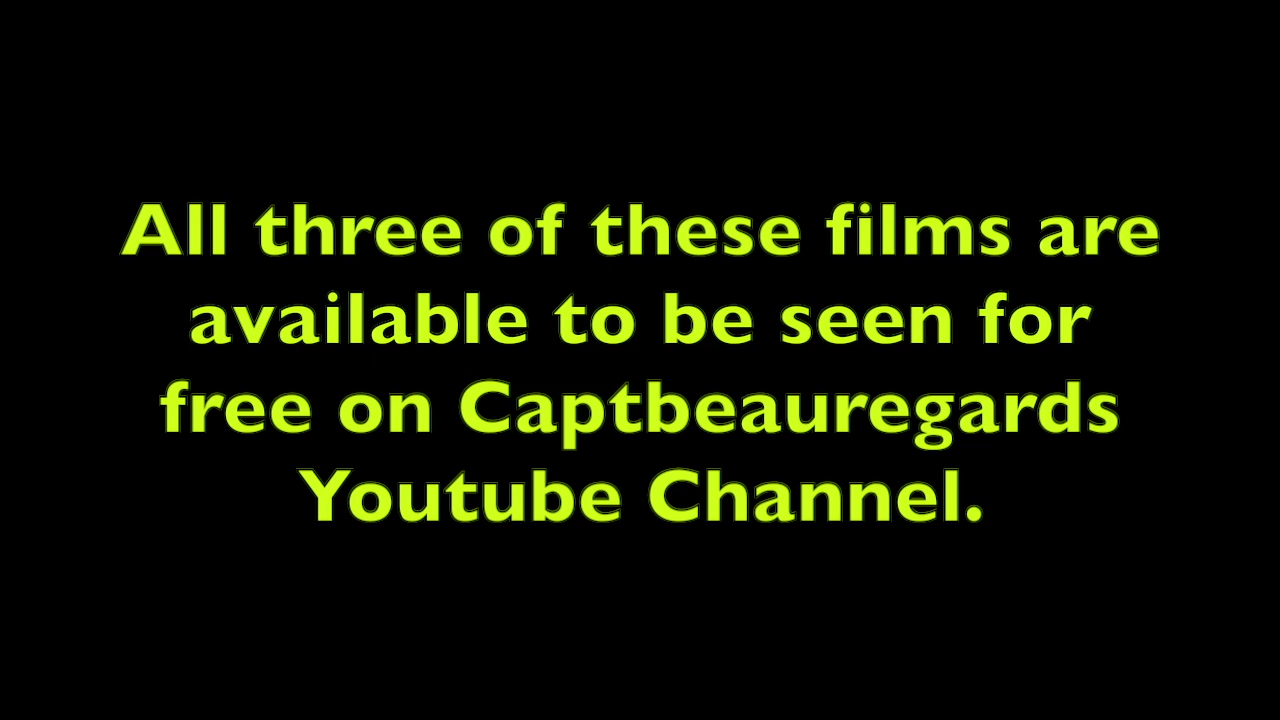 All three of these films are
available to be seen for
free on Captbeauregards
Youtube Channel.